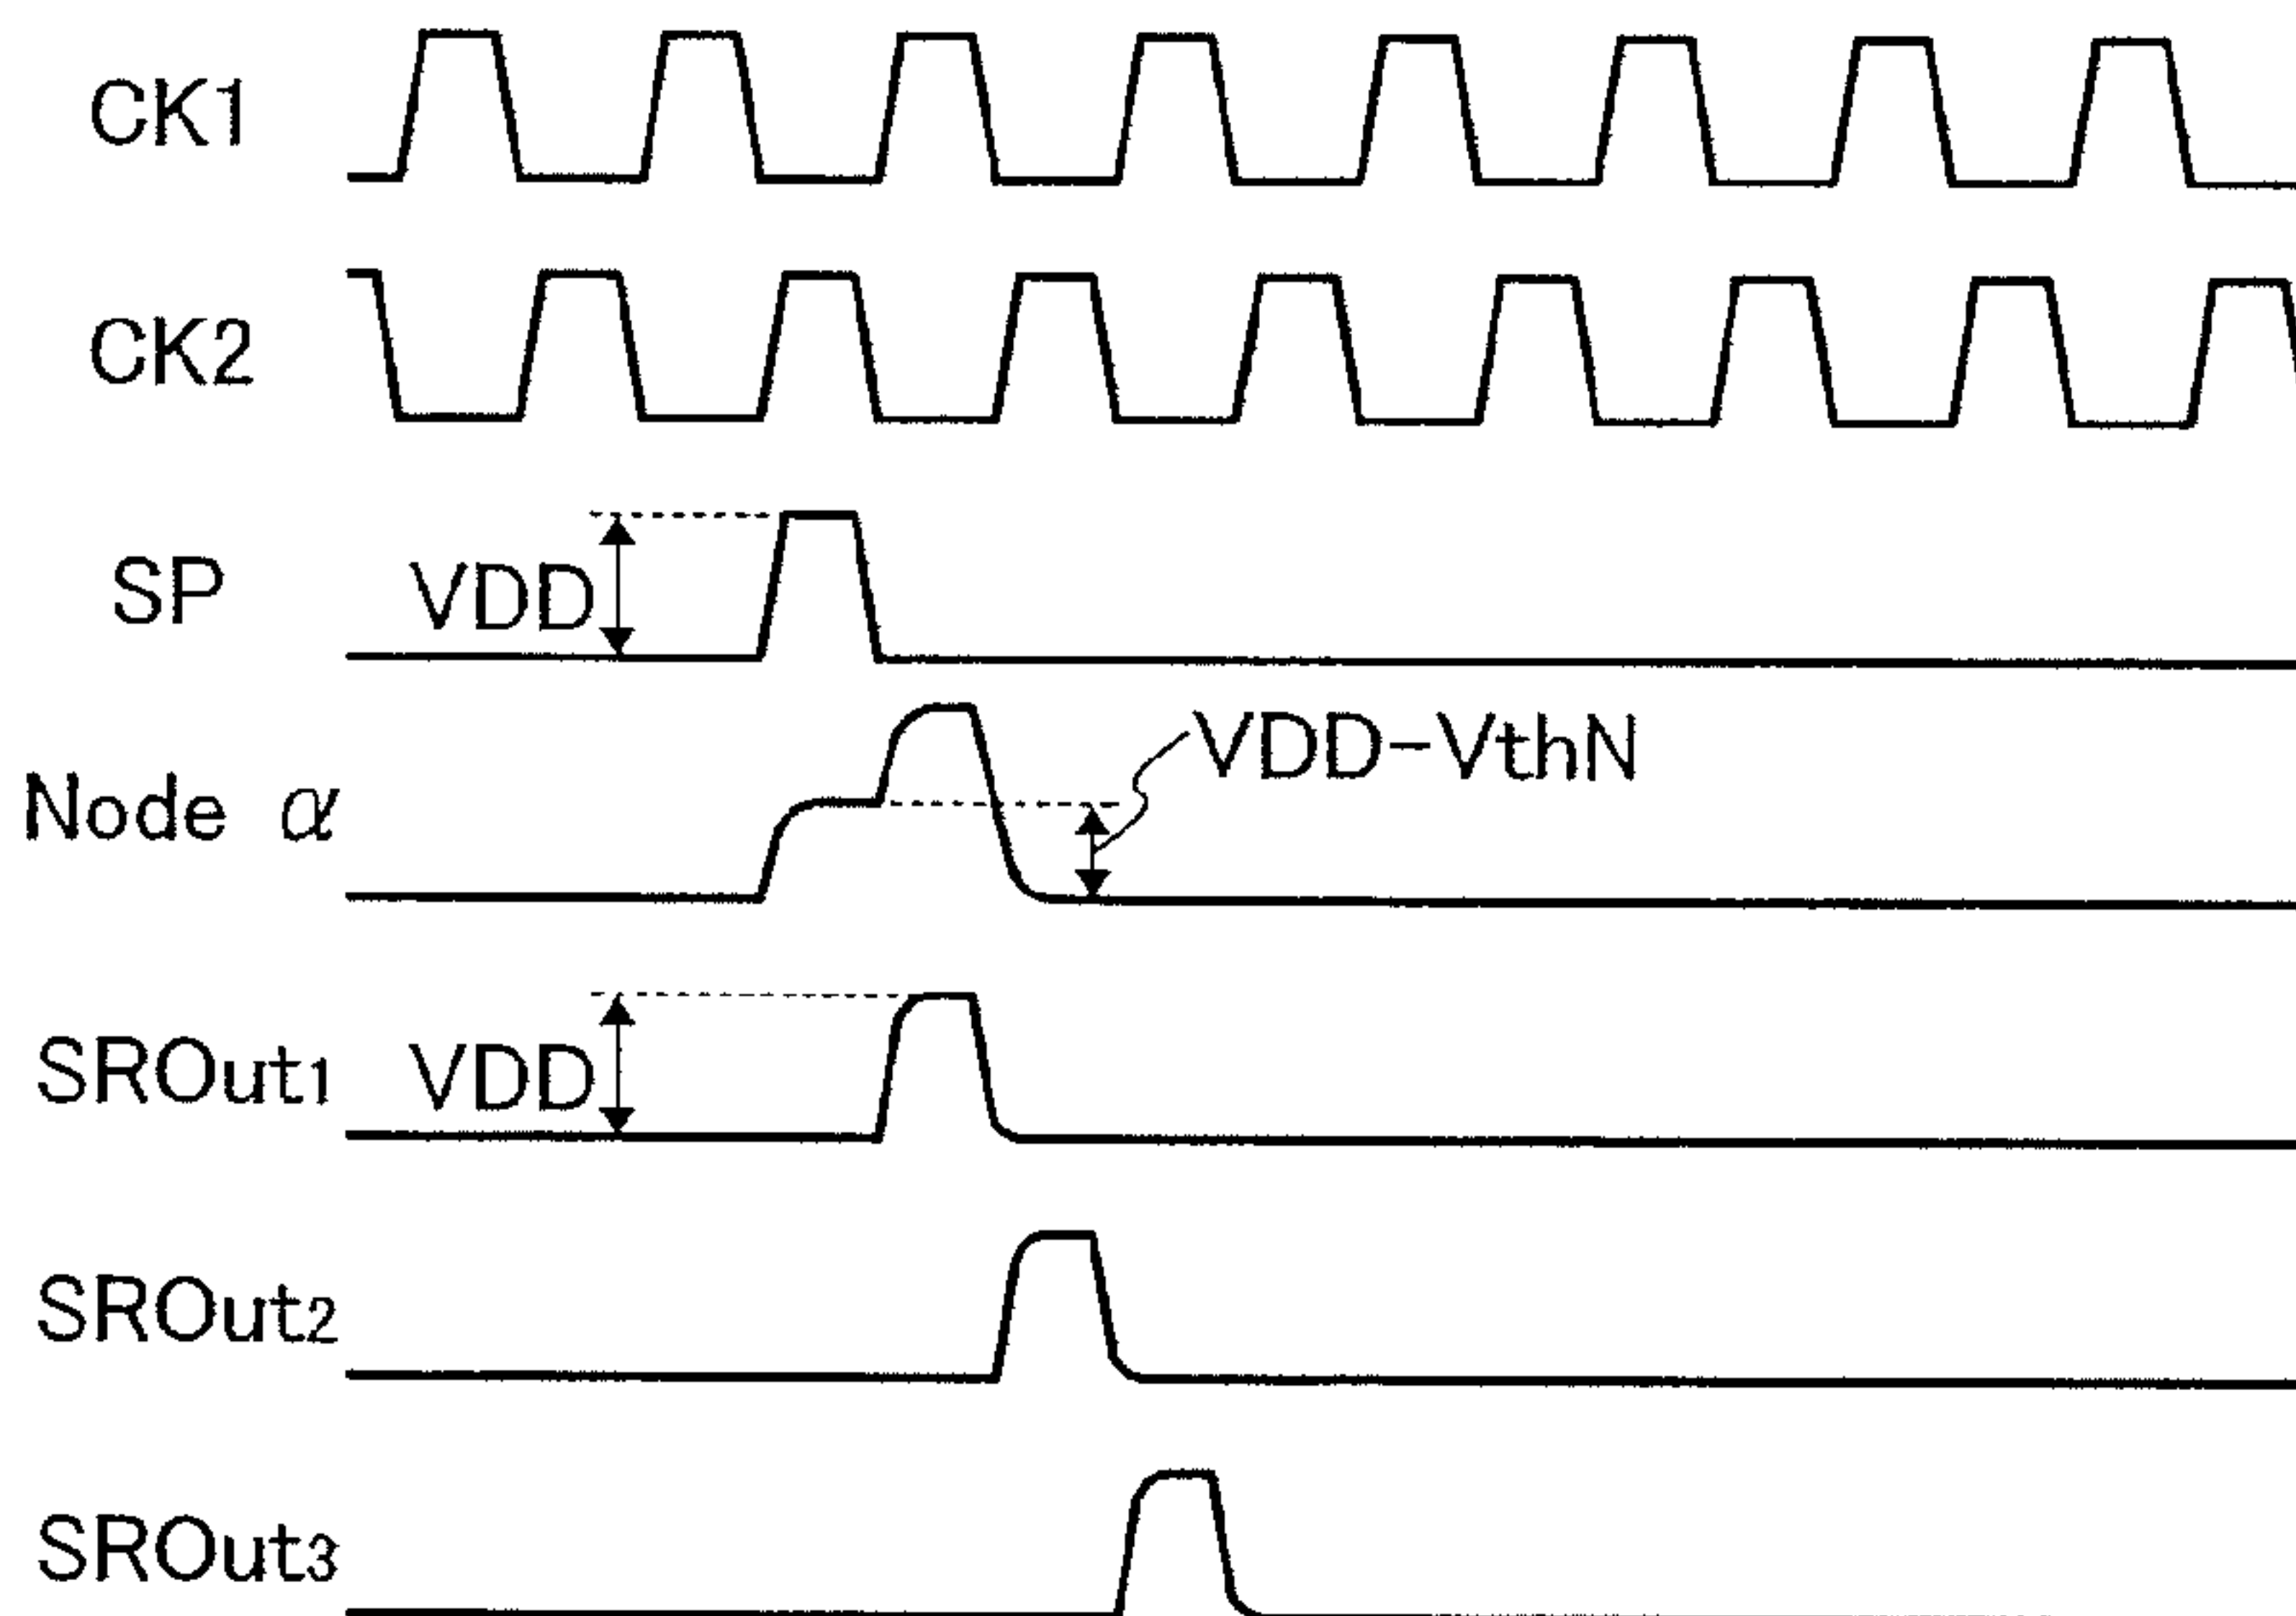 CK1
CK2
SP
VDD
Node α
VDD-VthN
SROut1
VDD
SROut2
SROut3